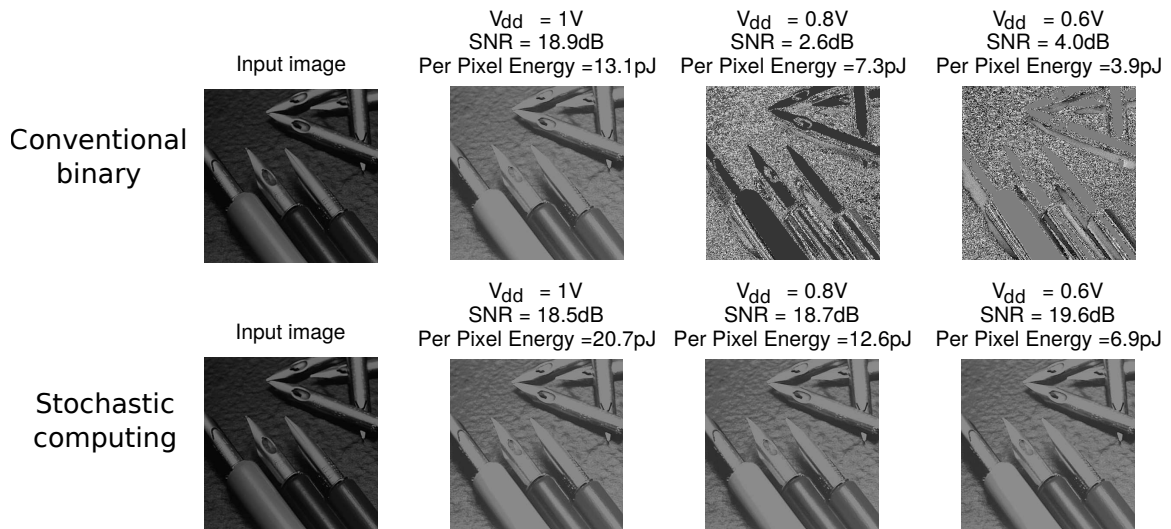 Conventional
binary
Input image
Vdd = 1V
SNR = 18.9dB
Per Pixel Energy =13.1pJ
Vdd = 0.8V
SNR = 2.6dB
Per Pixel Energy =7.3pJ
Vdd = 0.6V
SNR = 4.0dB
Per Pixel Energy =3.9pJ
Stochastic
computing
Input image
Vdd = 1V
SNR = 18.5dB
Per Pixel Energy =20.7pJ
Vdd = 0.8V
SNR = 18.7dB
Per Pixel Energy =12.6pJ
Vdd = 0.6V
SNR = 19.6dB
Per Pixel Energy =6.9pJ